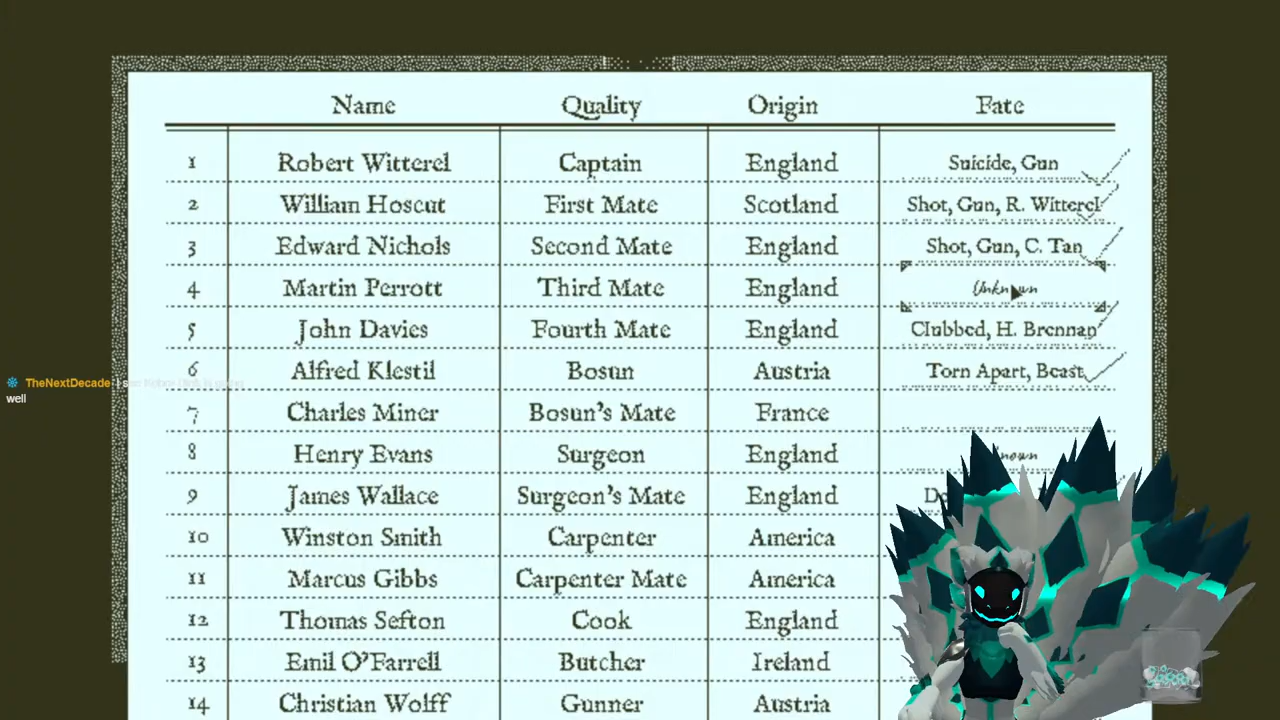 Name Quality Origin Fate
1 Robert Witterel Captain England Suicide, Gun
2 William Hoscut First Mate Scotland Shot, Gun, R. Witterel
3 Edward Nichols Second Mate England Shot, Gun, C. Tan
4 Martin Perrott Third Mate England Unknown
5 John Davies Fourth Mate England Clubbed, H. Brennan
6 Alfred Klestil Bosun Austria Torn Apart, Beast
TheNextDecade
well
7 Charles Miner Bosun's Mate France
8 Henry Evans Surgeon England
9 James Wallace Surgeon's Mate England
10 Winston Smith Carpenter America
11 Marcus Gibbs Carpenter Mate America
12 Thomas Sefton Cook England
13 Emil O'Farrell Butcher Ireland
14 Christian Wolff Gunner Austria